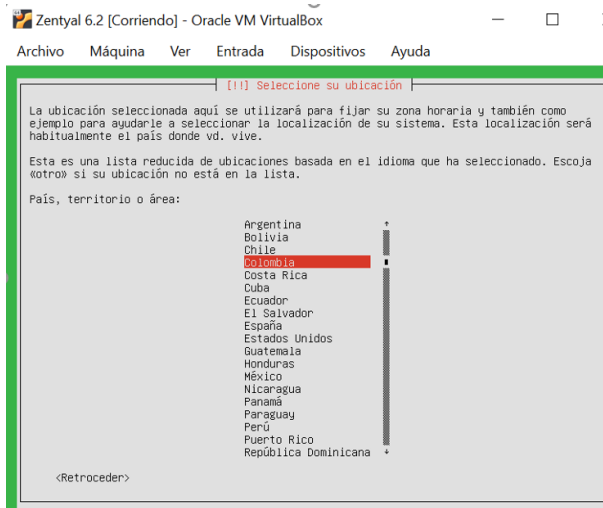 Zentyal 6.2 [Corriendo] - Oracle VM VirtualBox
Archivo Máquina Ver Entrada Dispositivos Ayuda
[!!] Seleccione su ubicación
La ubicación seleccionada aquí se utilizará para fijar su zona horaria y también como
ejemplo para ayudarle a seleccionar la localización de su sistema. Esta localización será
habitualmente el país donde vd. vive.
Esta es una lista reducida de ubicaciones basada en el idioma que ha seleccionado. Escoja
«otro» si su ubicación no está en la lista.
País, territorio o área:
Argentina
Bolivia
Chile
Colombia
Costa Rica
Cuba
Ecuador
El Salvador
España
Estados Unidos
Guatemala
Honduras
México
Nicaragua
Panamá
Paraguay
Perú
Puerto Rico
República Dominicana
<Retroceder>